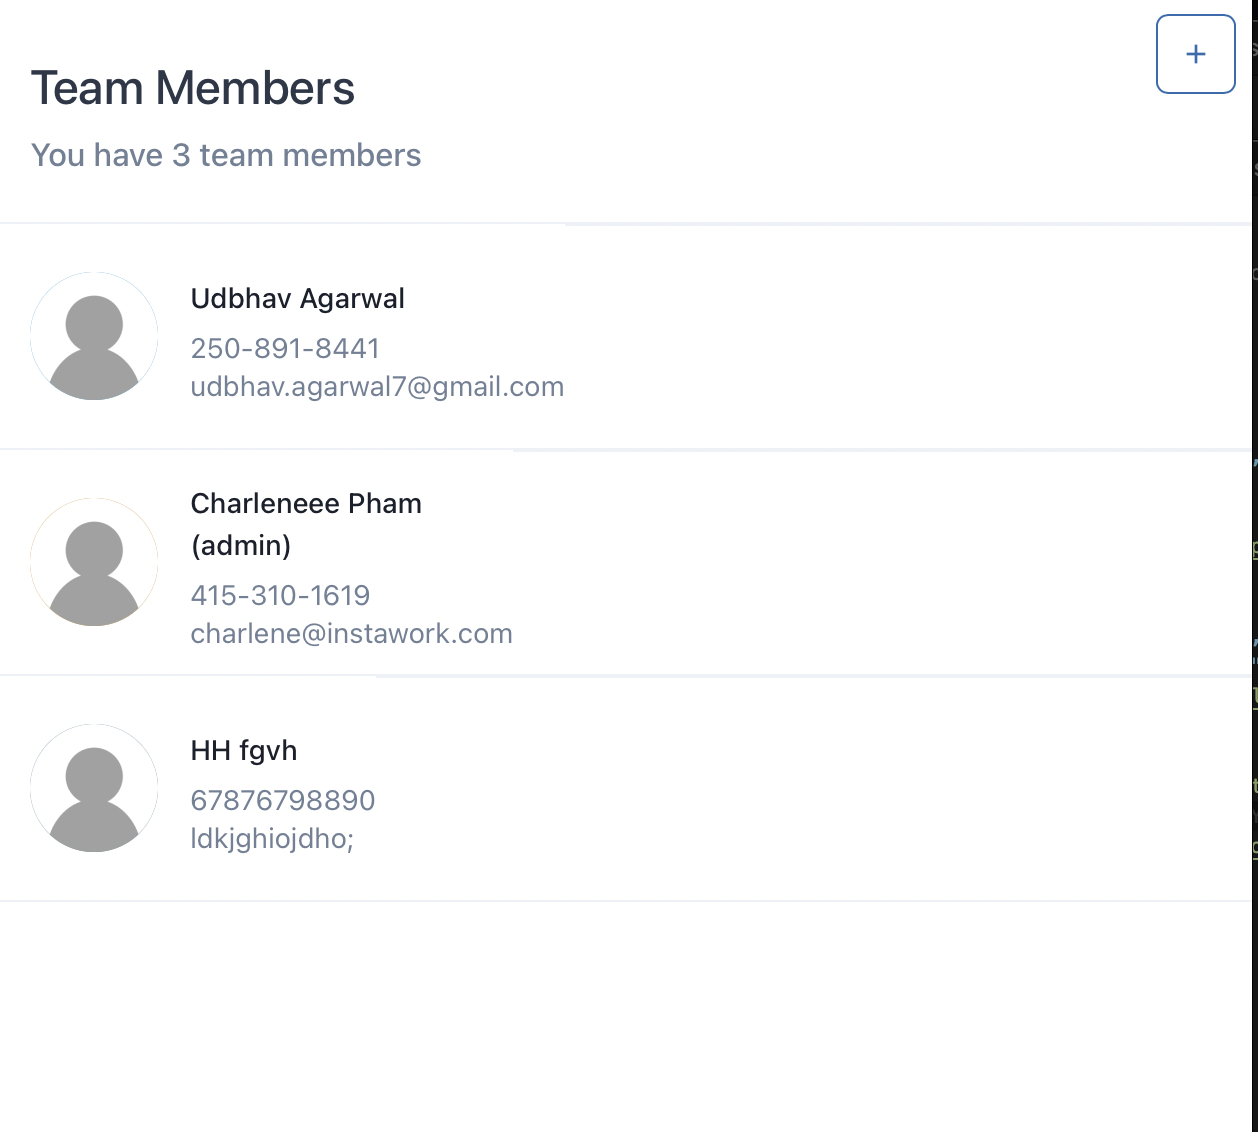 +
Team Members
You have 3 team members
Udbhav Agarwal
250-891-8441
udbhav.agarwal7@gmail.com
Charleneee Pham
(admin)
415-310-1619
charlene@instawork.com
HH fgvh
67876798890
ldkjghiojdho;